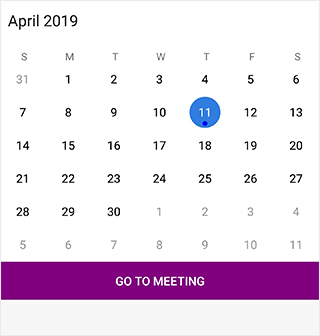 April 2019
S M T W T F S
31 1 2 3 4 5 6
7 8 9 10 11 12 13
14 15 16 17 18 19 20
21 22 23 24 25 26 27
28 29 30 1 2 3 4
5 6 7 8 9 10 11
GO TO MEETING